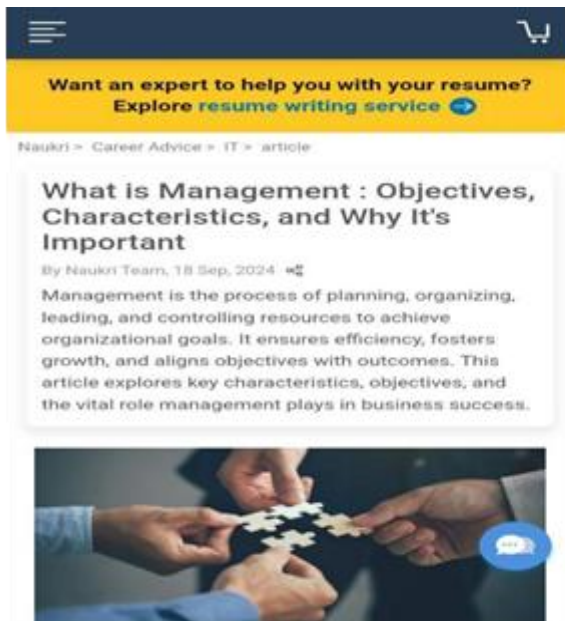 Want an expert to help you with your resume?
Explore resume writing service
Naukri > Career Advice > IT > article
What is Management : Objectives,
Characteristics, and Why It's
Important
By Naukri Team, 18 Sep, 2024
Management is the process of planning, organizing,
leading, and controlling resources to achieve
organizational goals. It ensures efficiency, fosters
growth, and aligns objectives with outcomes. This
article explores key characteristics, objectives, and
the vital role management plays in business success.